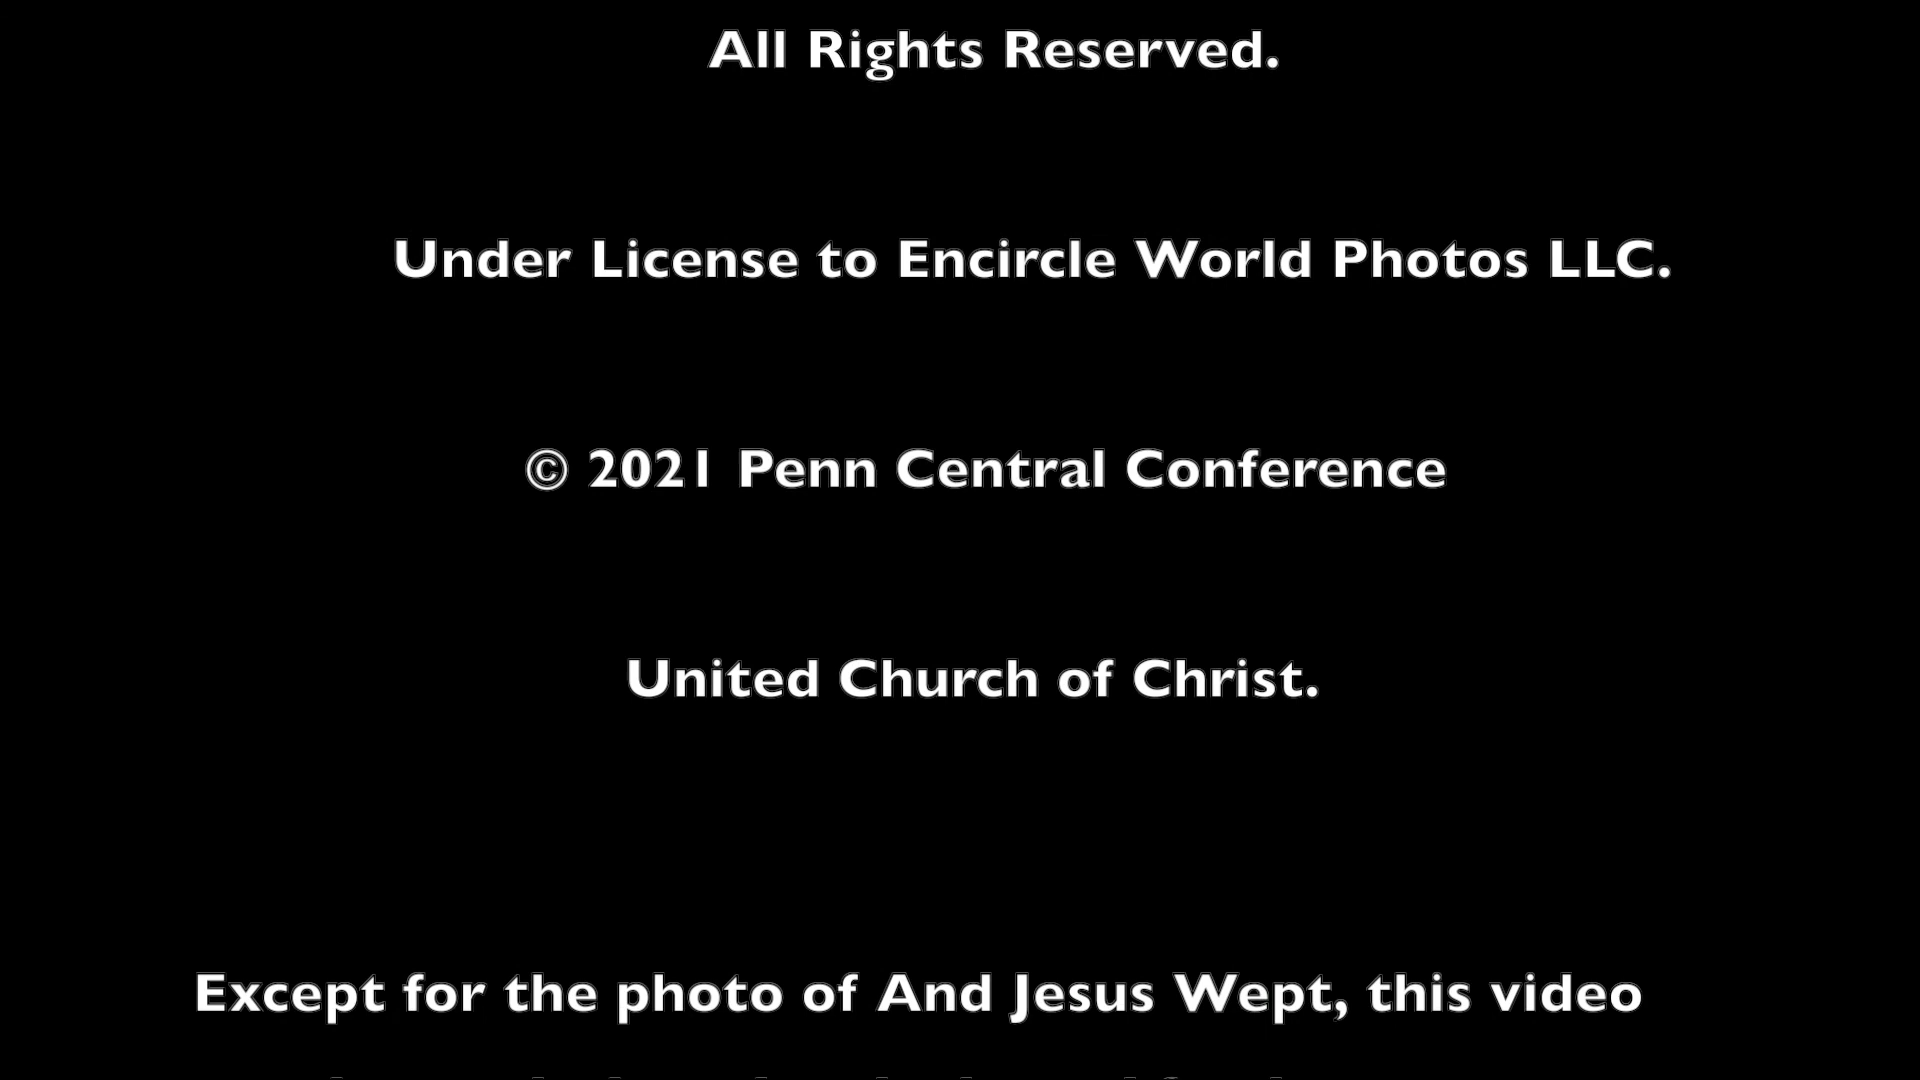 All Rights Reserved.
Under License to Encircle World Photos LLC.
© 2021 Penn Central Conference
United Church of Christ.
Except for the photo of And Jesus Wept, this video